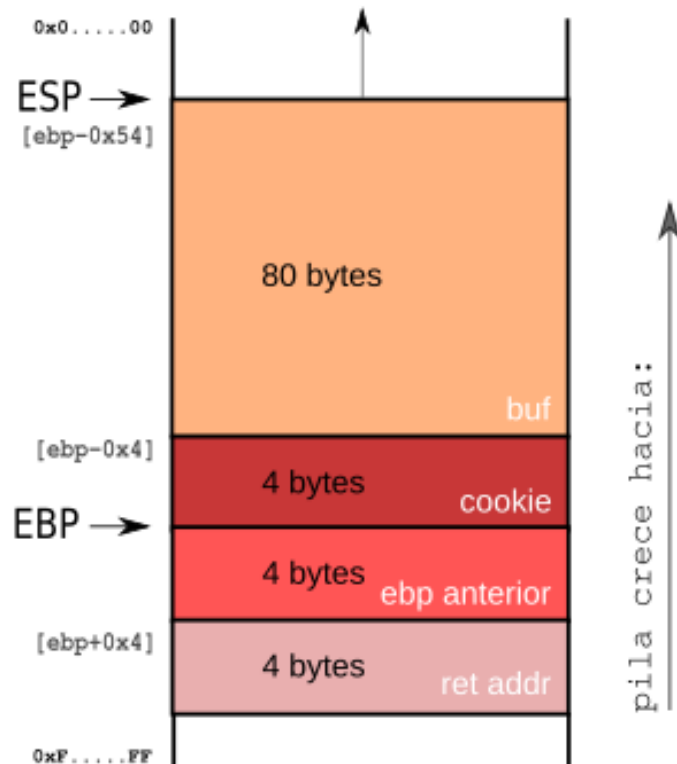 0x0.....00
ESP
[ebp-0x54]
80 bytes
buf
[ebp-0x4]
4 bytes
cookie
EBP
4 bytes
ebp anterior
[ebp+0x4]
4 bytes
ret addr
0xF.....FF
pila crece hacia: